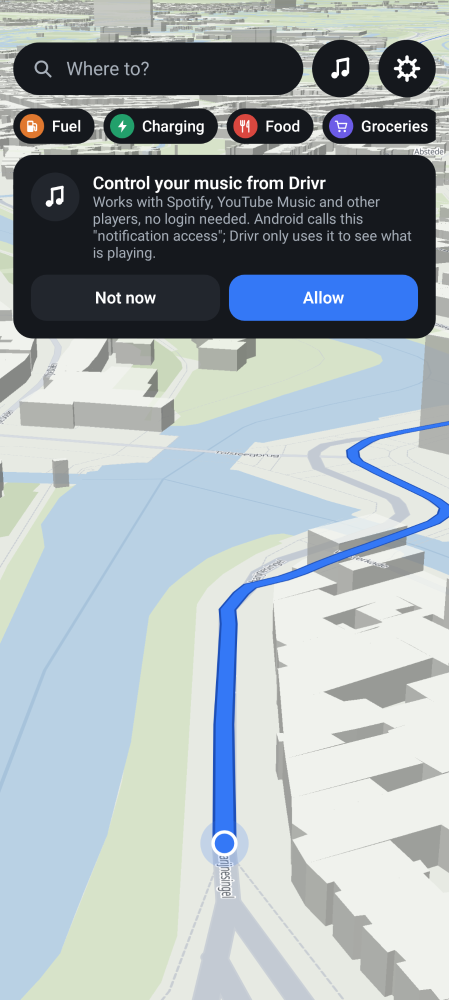 Where to?
Fuel
Charging
Food
Groceries
Abstede
Control your music from Drivr
Works with Spotify, YouTube Music and other
players, no login needed. Android calls this
"notification access"; Drivr only uses it to see what
is playing.
Not now
Allow
anjesingel